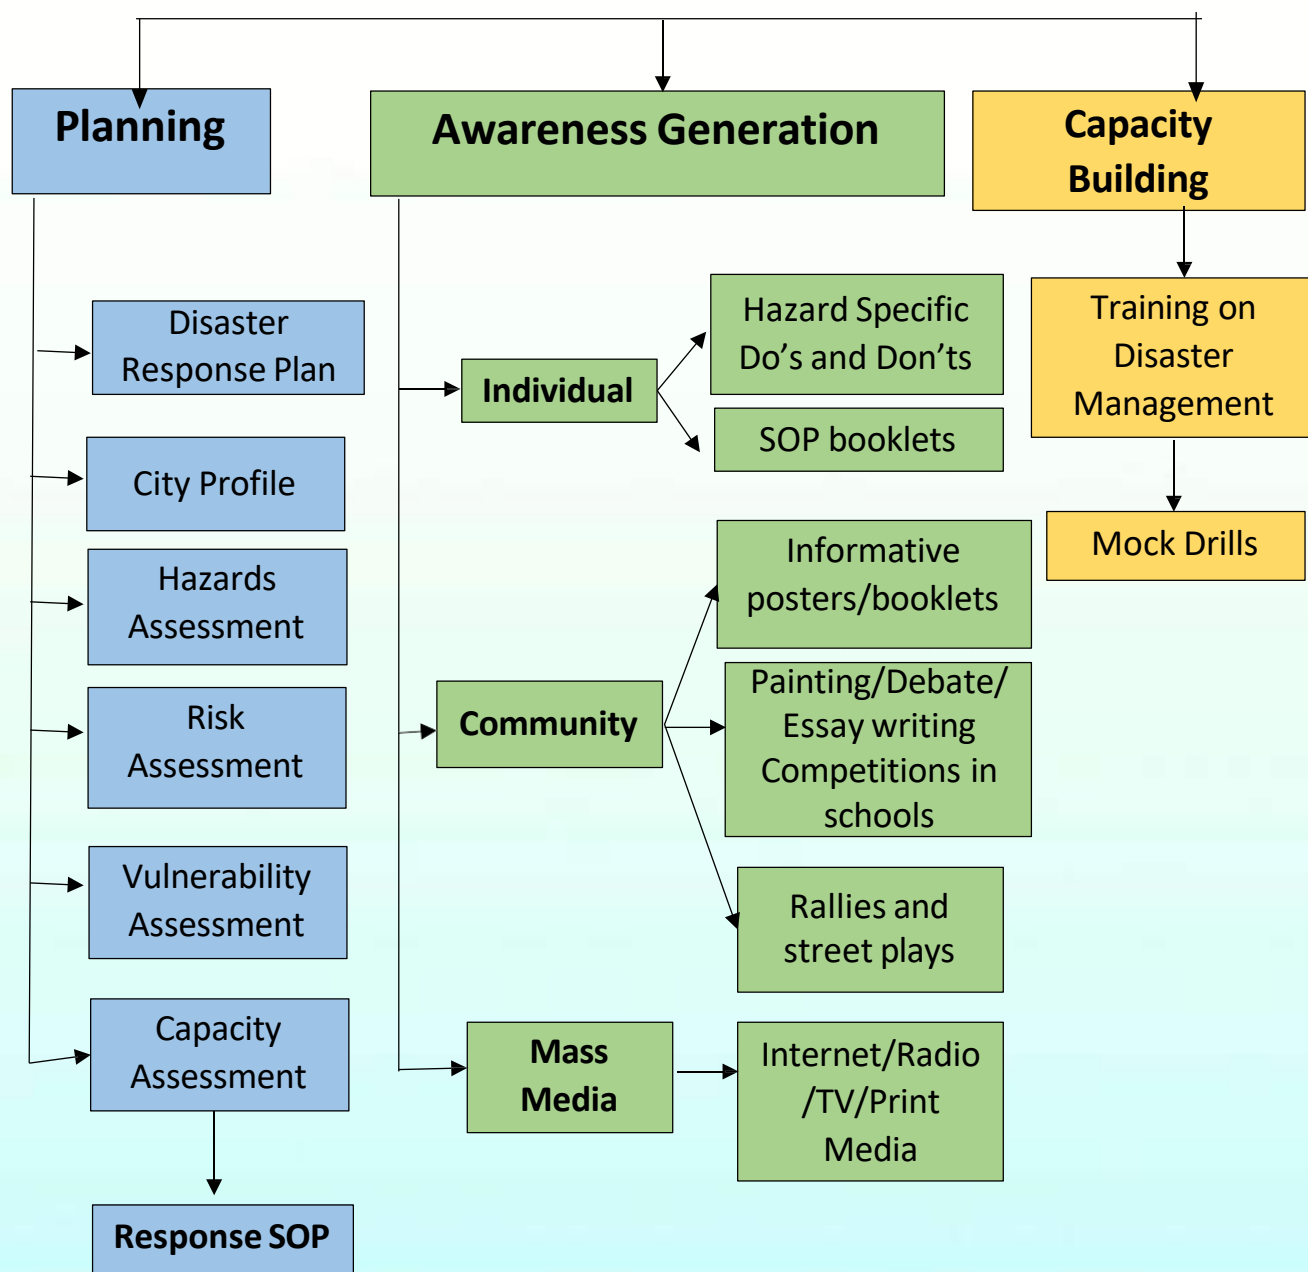 Planning
Disaster
Response Plan
City Profile
Hazards
Assessment
Risk
Assessment
Vulnerability
Assessment
Capacity
Assessment
Response SOP
Awareness Generation
Individual
Hazard Specific
Do’s and Don’ts
SOP booklets
Community
Informative
posters/booklets
Painting/Debate/
Essay writing
Competitions in
schools
Rallies and
street plays
Mass
Media
Internet/Radio
/TV/Print
Media
Capacity
Building
Training on
Disaster
Management
Mock Drills